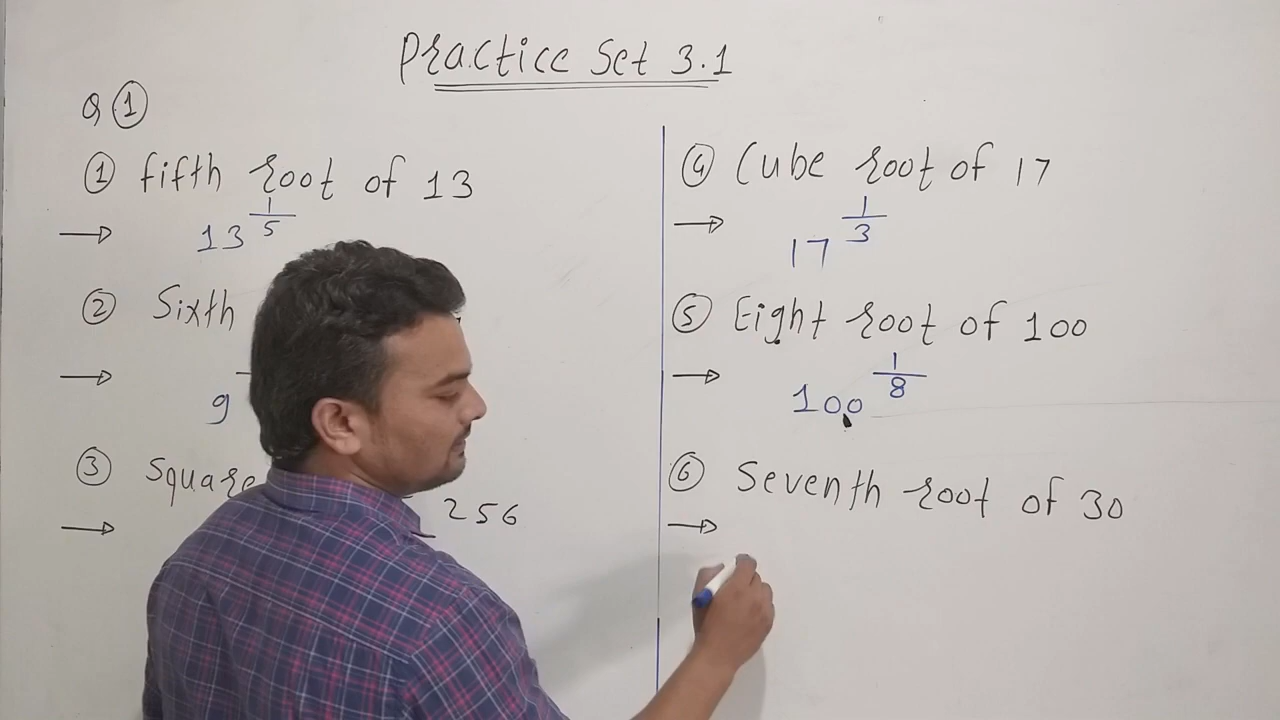 Practice Set 3.1
Q ①
① fifth root of 13
→ 13^1/5
② Sixth
→ 9
③ Square 256
→
④ Cube root of 17
→ 17^1/3
⑤ Eight root of 100
→ 100^1/8
⑥ Seventh root of 30
→